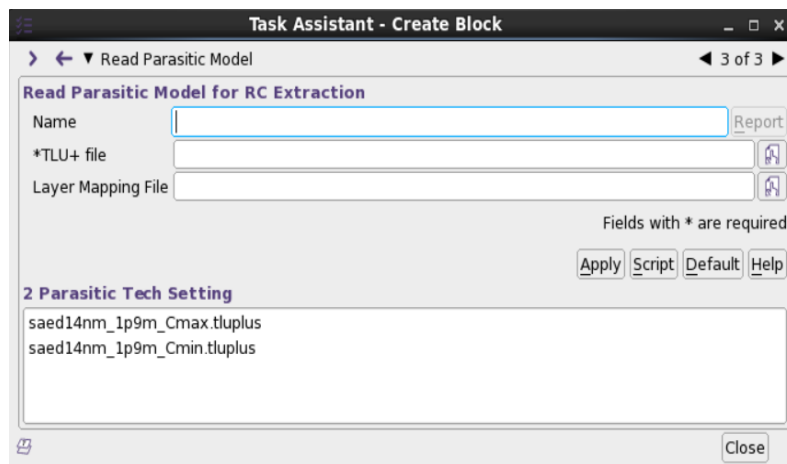 Task Assistant - Create Block
Read Parasitic Model
3 of 3
Read Parasitic Model for RC Extraction
Name
Report
*TLU+ file
Layer Mapping File
Fields with * are required
Apply Script Default Help
2 Parasitic Tech Setting
saed14nm_1p9m_Cmax.tluplus
saed14nm_1p9m_Cmin.tluplus
Close